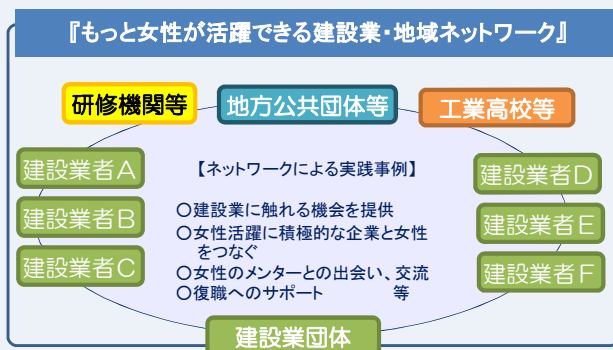 『もっと女性が活躍できる建設業・地域ネットワーク』
研修機関等
地方公共団体等
工業高校等
建設業者A
建設業者B
建設業者C
【ネットワークによる実践事例】
○建設業に触れる機会を提供
○女性活躍に積極的な企業と女性
をつなぐ
○女性のメンターとの出会い、交流
○復職へのサポート 等
建設業者D
建設業者E
建設業者F
建設業団体